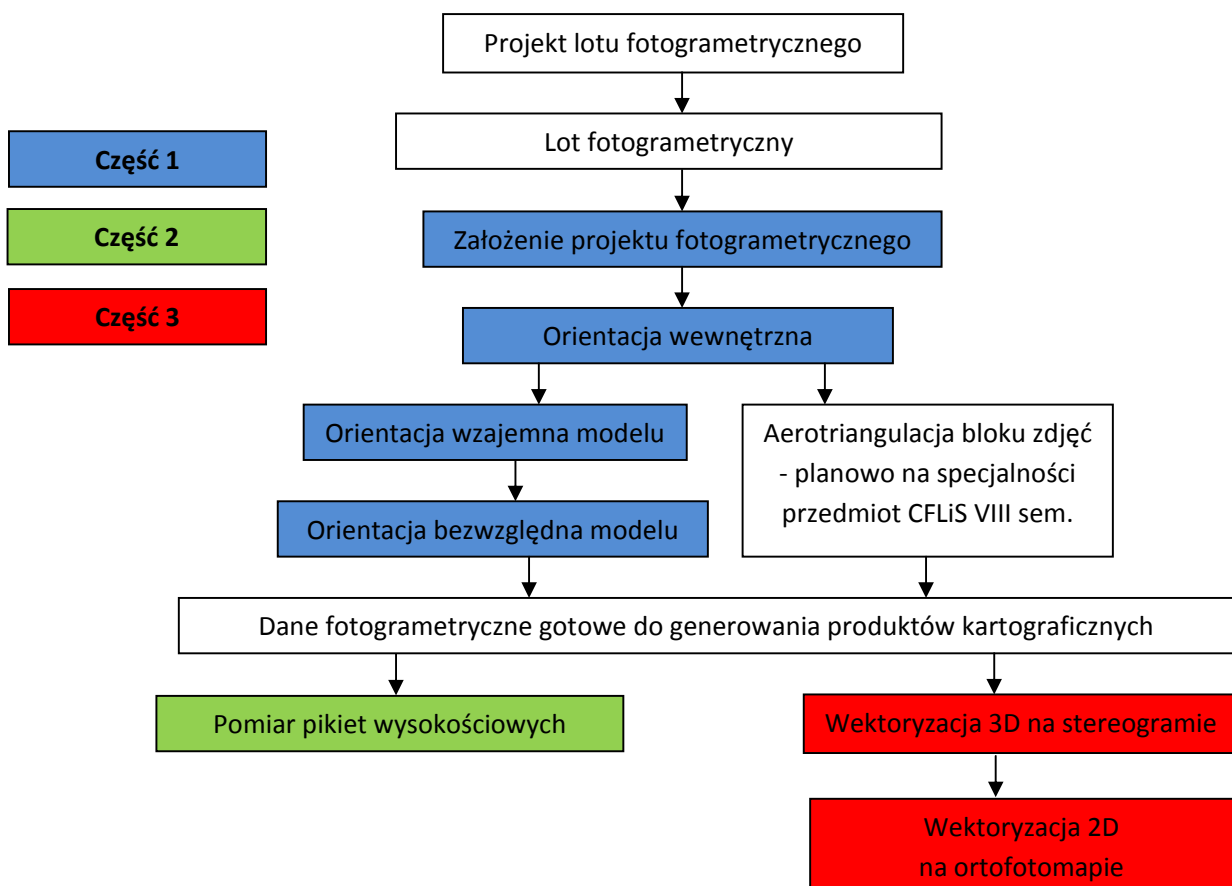 Projekt lotu fotogrametrycznego
Lot fotogrametryczny
Część 1
Część 2
Część 3
Założenie projektu fotogrametrycznego
Orientacja wewnętrzna
Orientacja wzajemna modelu
Orientacja bezwzględna modelu
Aerotriangulacja bloku zdjęć
- planowo na specjalności
przedmiot CFLiS VIII sem.
Dane fotogrametryczne gotowe do generowania produktów kartograficznych
Pomiar pikiet wysokościowych
Wektoryzacja 3D na stereogramie
Wektoryzacja 2D
na ortofotomapie